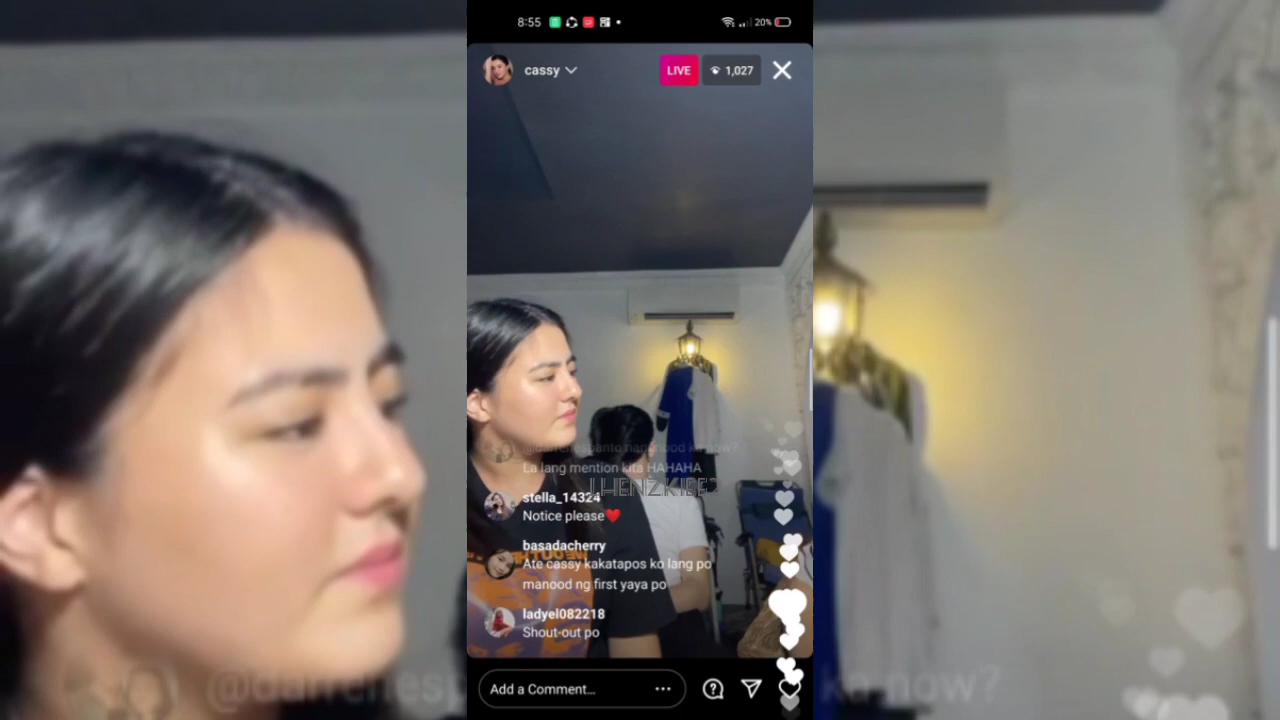 8:55
20%
cassy
LIVE
1,027
La lang mention kita HAHAHA
stella_14324
Notice please❤️
basadacherry
Ate cassy kakatapos ko lang po
manood ng first yaya po
ladyel082218
Shout-out po
Add a Comment...